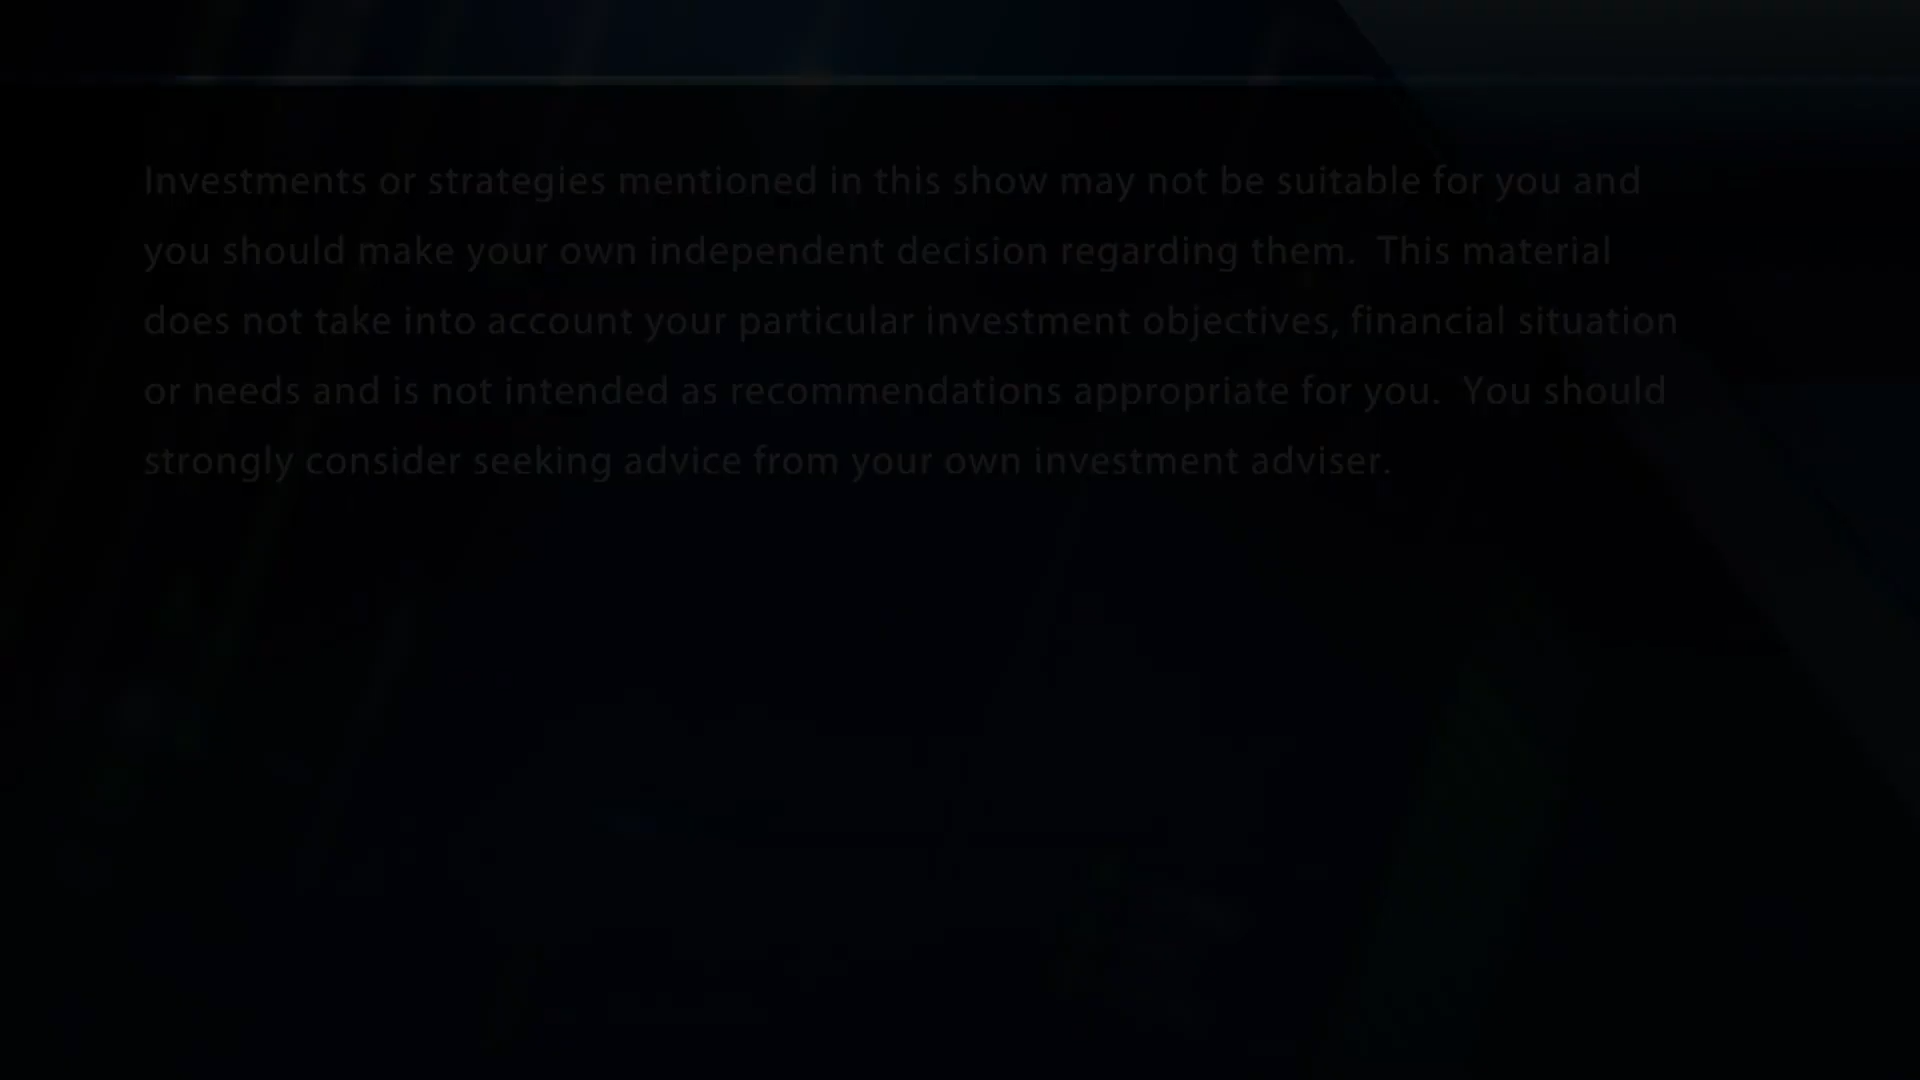 Investments or strategies mentioned in this show may not be suitable for you and
you should make your own independent decision regarding them.  This material
does not take into account your particular investment objectives, financial situation
or needs and is not intended as recommendations appropriate for you.  You should
strongly consider seeking advice from your own investment adviser.